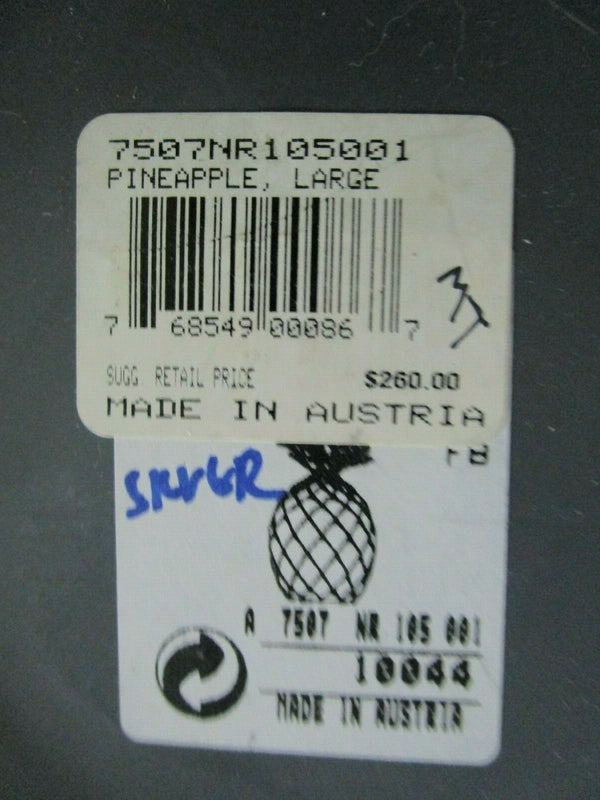 7507NR105001
PINEAPPLE, LARGE
7 68549 00086 7
SUGG. RETAIL PRICE $260.00
MADE IN AUSTRIA
SILVER
A 7507 NR 105 001
10044
MADE IN AUSTRIA